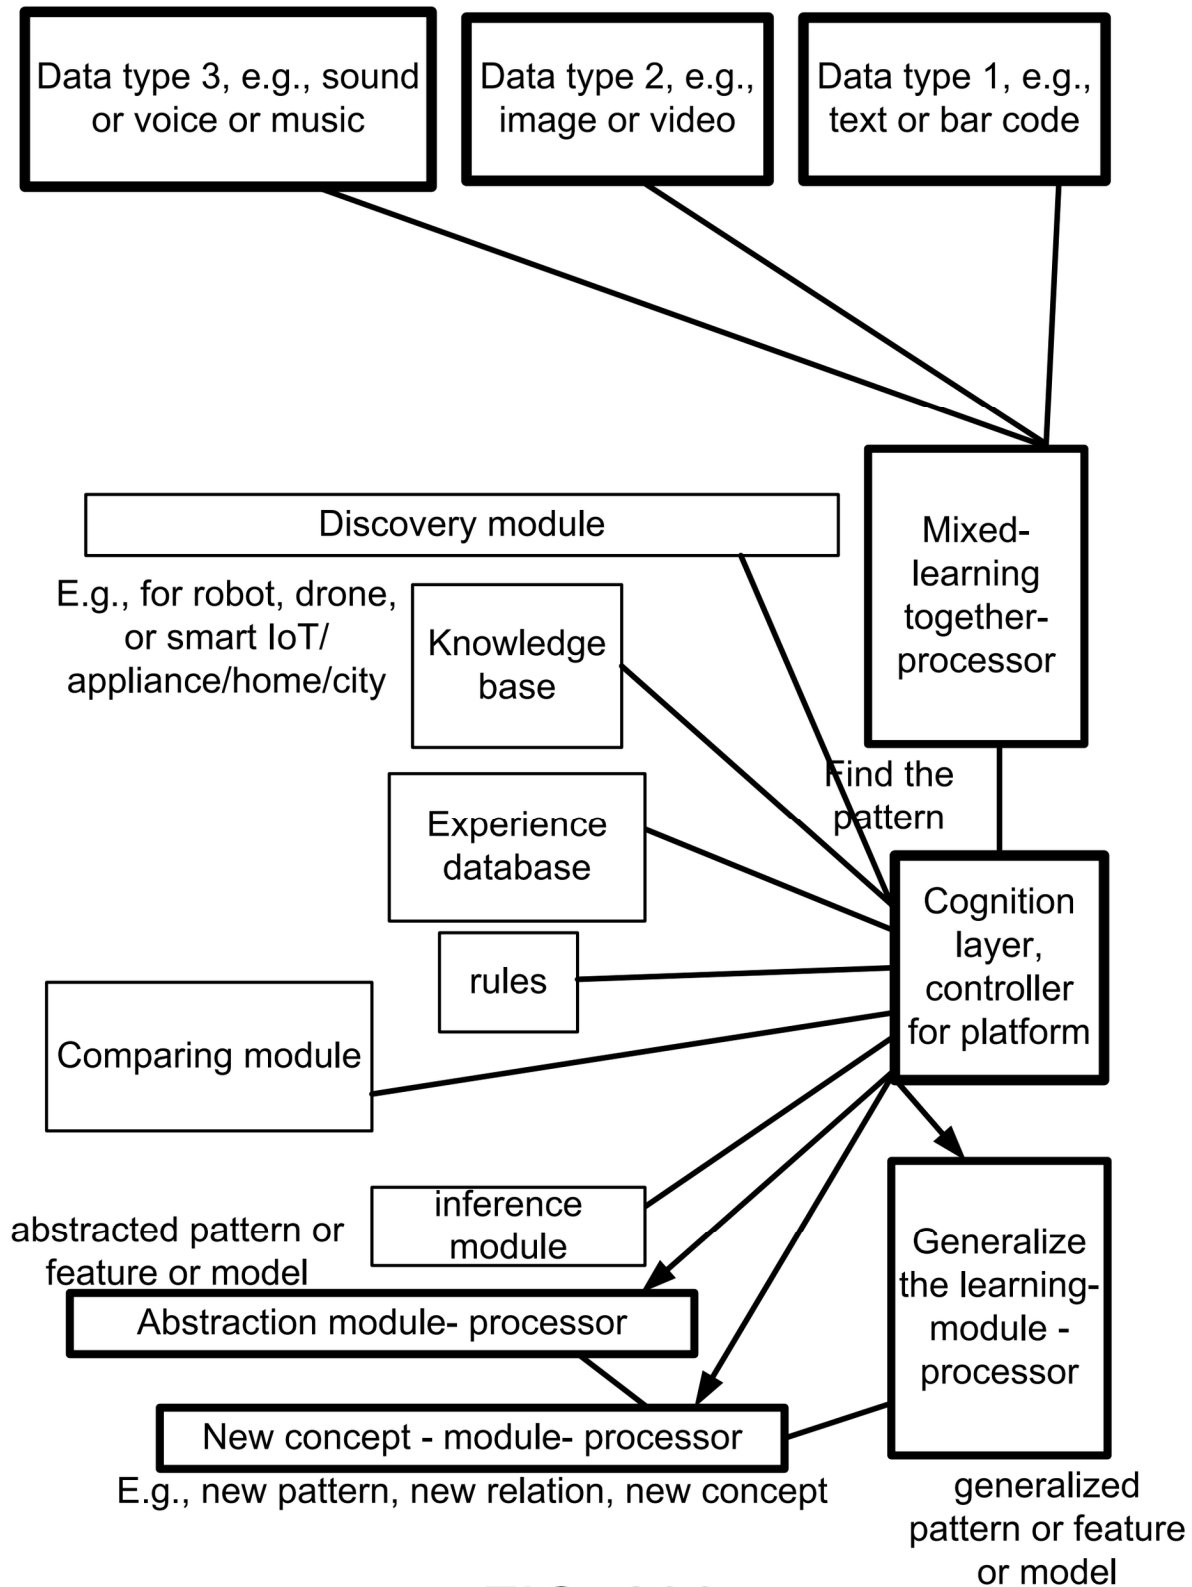 Data type 3, e.g., sound
or voice or music
Data type 2, e.g.,
image or video
Data type 1, e.g.,
text or bar code
Mixed-
learning
together-
processor
Discovery module
E.g., for robot, drone,
or smart IoT/
appliance/home/city
Knowledge
base
Find the
pattern
Experience
database
Cognition
layer,
controller
for platform
rules
Comparing module
inference
module
abstracted pattern or
feature or model
Abstraction module- processor
Generalize
the learning-
module -
processor
New concept - module- processor
E.g., new pattern, new relation, new concept
generalized
pattern or feature
or model